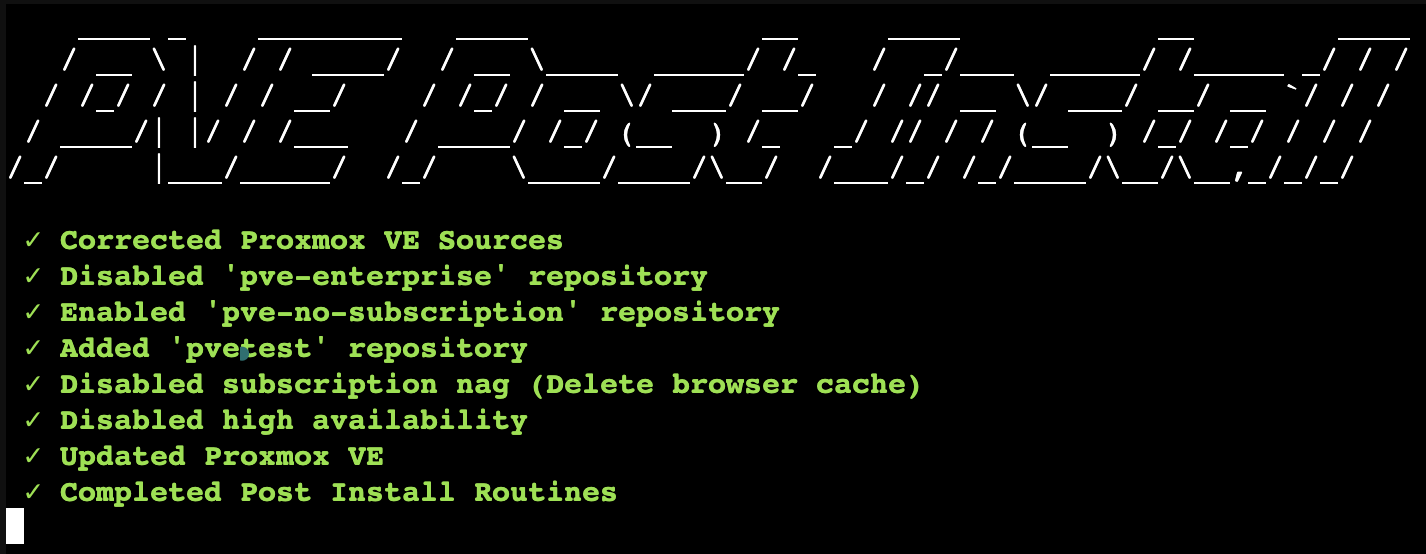 PVE Post Install
✓ Corrected Proxmox VE Sources
✓ Disabled 'pve-enterprise' repository
✓ Enabled 'pve-no-subscription' repository
✓ Added 'pvetest' repository
✓ Disabled subscription nag (Delete browser cache)
✓ Disabled high availability
✓ Updated Proxmox VE
✓ Completed Post Install Routines